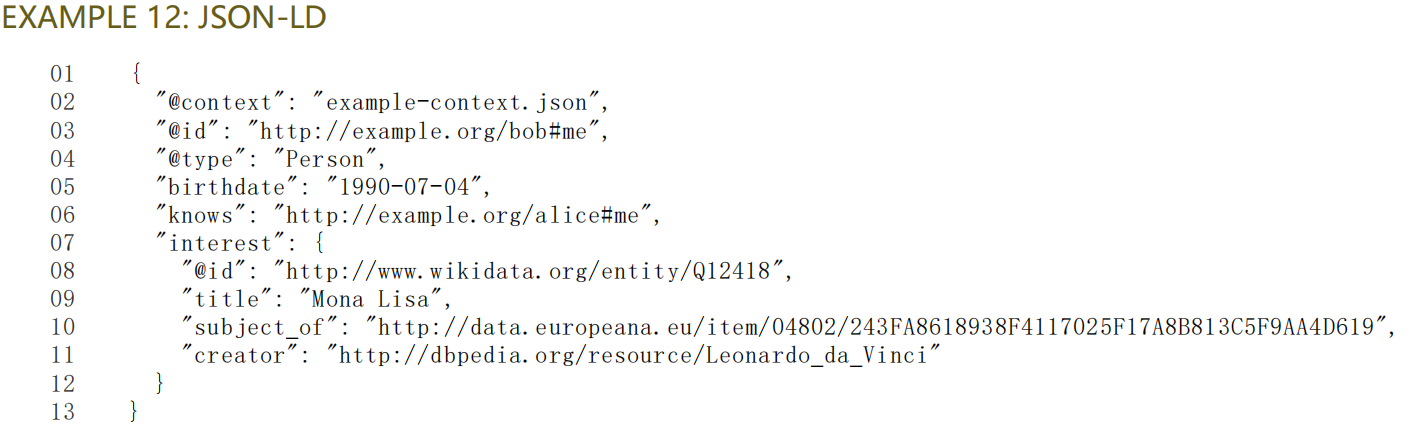 EXAMPLE 12: JSON-LD
01 {
02 "@context": "example-context.json",
03 "@id": "http://example.org/bob#me",
04 "@type": "Person",
05 "birthdate": "1990-07-04",
06 "knows": "http://example.org/alice#me",
07 "interest": {
08 "@id": "http://www.wikidata.org/entity/Q12418",
09 "title": "Mona Lisa",
10 "subject_of": "http://data.europeana.eu/item/04802/243FA8618938F4117025F17A8B813C5F9AA4D619",
11 "creator": "http://dbpedia.org/resource/Leonardo_da_Vinci"
12 }
13 }